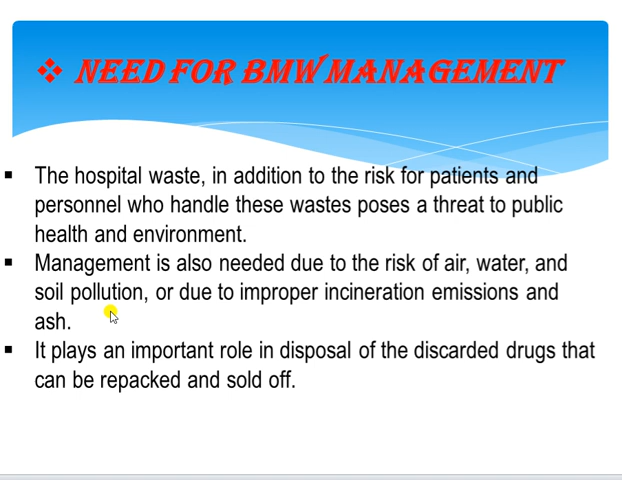 ❖ NEED FOR BMW MANAGEMENT
▪ The hospital waste, in addition to the risk for patients and
personnel who handle these wastes poses a threat to public
health and environment.
▪ Management is also needed due to the risk of air, water, and
soil pollution, or due to improper incineration emissions and
ash.
▪ It plays an important role in disposal of the discarded drugs that
can be repacked and sold off.